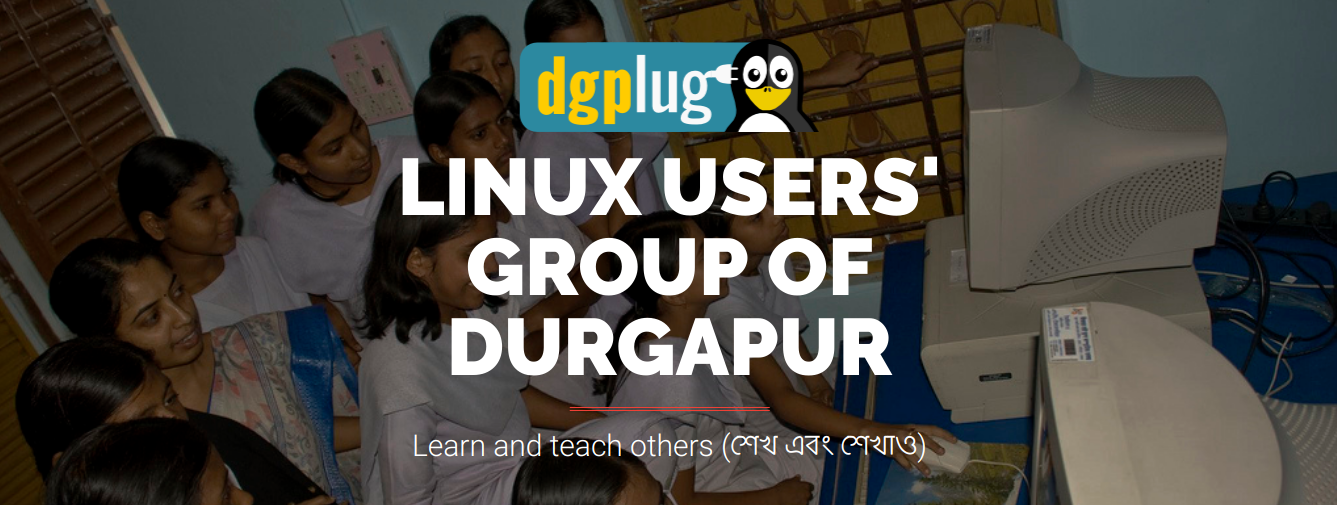 dgplug
LINUX USERS'
GROUP OF
DURGAPUR
Learn and teach others (শেখ এবং শেখাও)